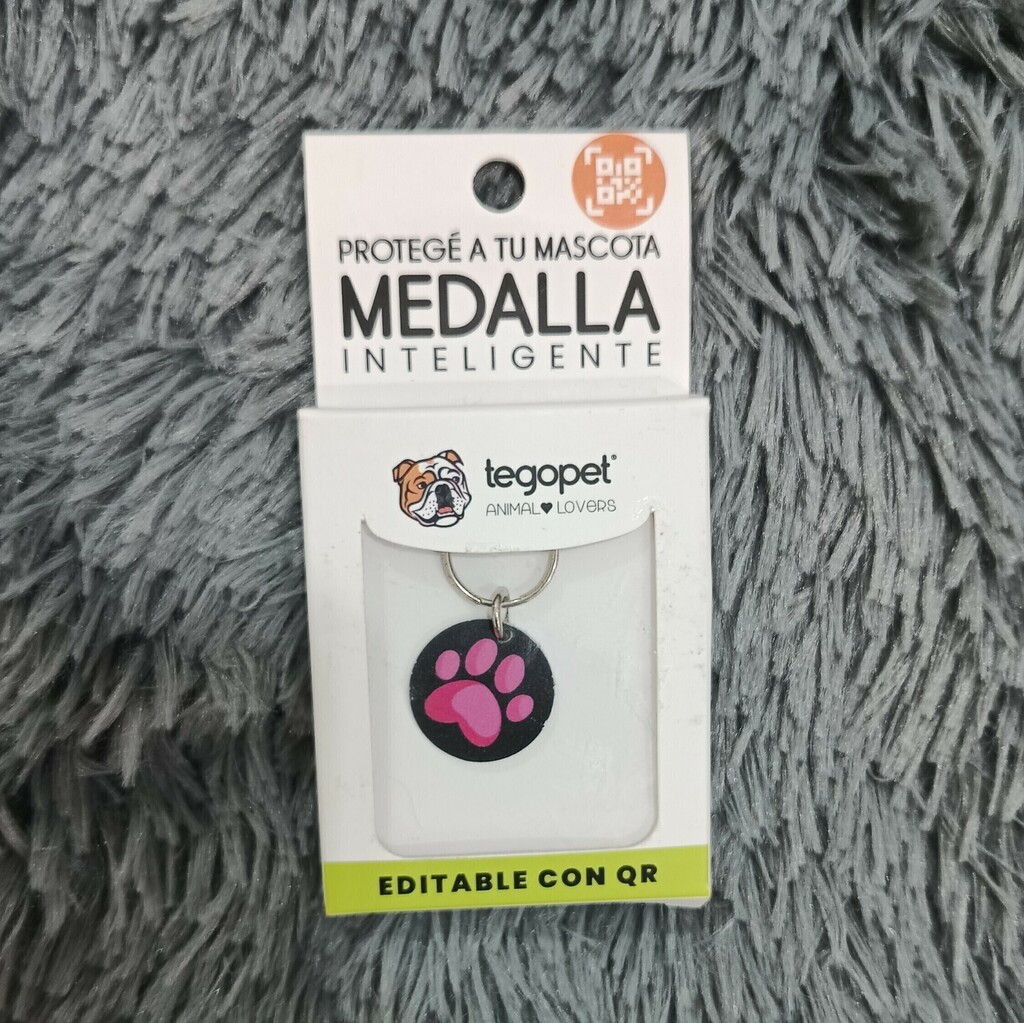 PROTEGÉ A TU MASCOTA
MEDALLA
INTELIGENTE
tegopet®
ANIMAL♥LOVERS
EDITABLE CON QR